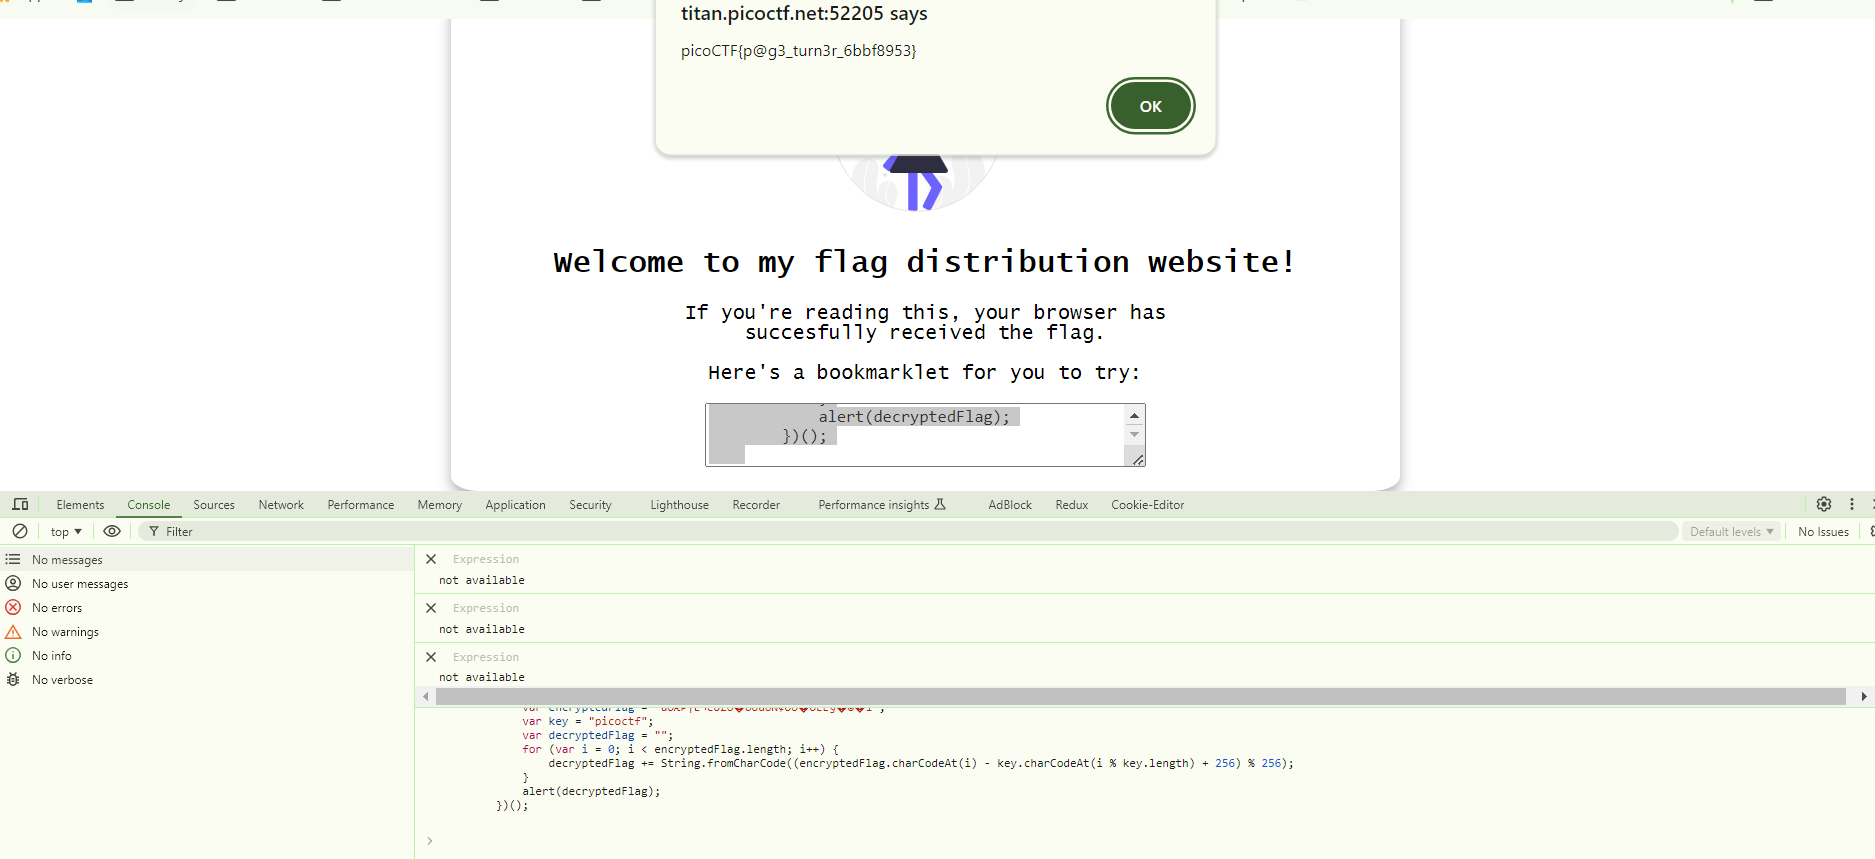 titan.picoctf.net:52205 says
picoCTF{p@g3_turn3r_6bbf8953}
OK
Welcome to my flag distribution website!
If you're reading this, your browser has
succesfully received the flag.
Here's a bookmarklet for you to try:
alert(decryptedFlag);
})();
Elements Console Sources Network Performance Memory Application Security Lighthouse Recorder Performance insights AdBlock Redux Cookie-Editor
top ▼ Filter Default levels ▼ No Issues
No messages
No user messages
No errors
No warnings
No info
No verbose
Expression
not available
Expression
not available
Expression
not available
var encryptedFlag =
var key = "picoctf";
var decryptedFlag = "";
for (var i = 0; i < encryptedFlag.length; i++) {
decryptedFlag += String.fromCharCode((encryptedFlag.charCodeAt(i) - key.charCodeAt(i % key.length) + 256) % 256);
}
alert(decryptedFlag);
})();